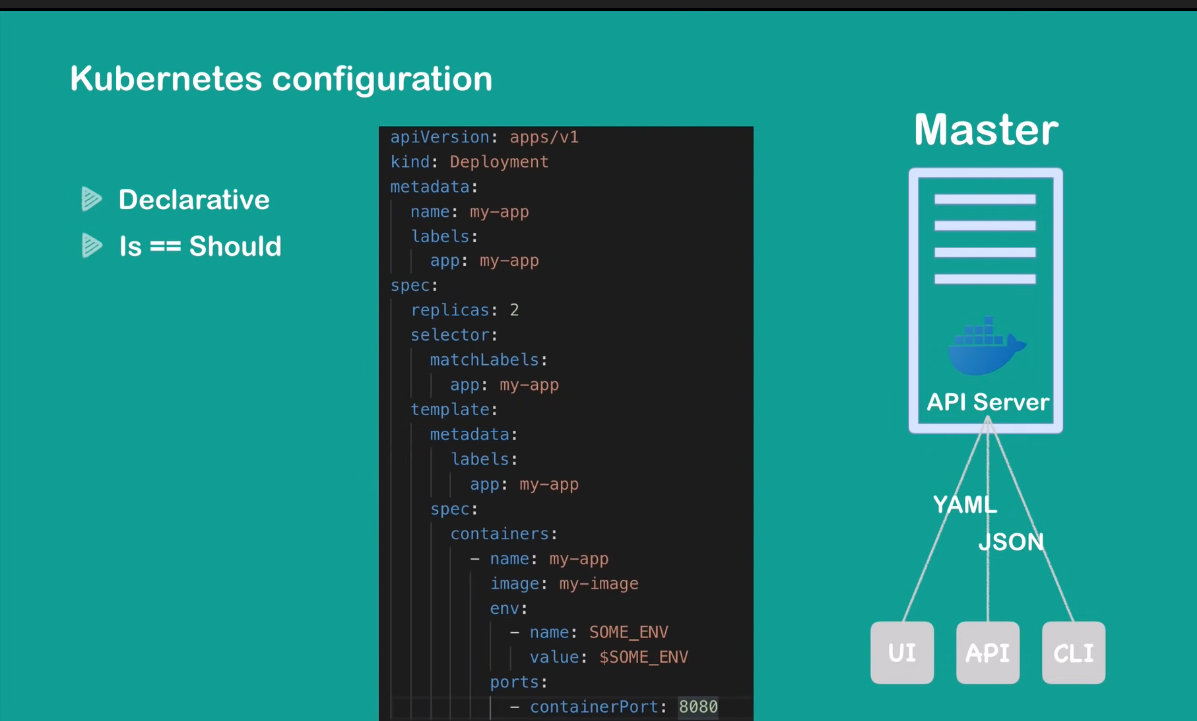 Kubernetes configuration
Declarative
Is == Should
apiVersion: apps/v1
kind: Deployment
metadata:
  name: my-app
  labels:
    app: my-app
spec:
  replicas: 2
  selector:
    matchLabels:
      app: my-app
  template:
    metadata:
      labels:
        app: my-app
    spec:
      containers:
        - name: my-app
          image: my-image
          env:
            - name: SOME_ENV
              value: $SOME_ENV
          ports:
            - containerPort: 8080
Master
API Server
YAML
JSON
UI
API
CLI